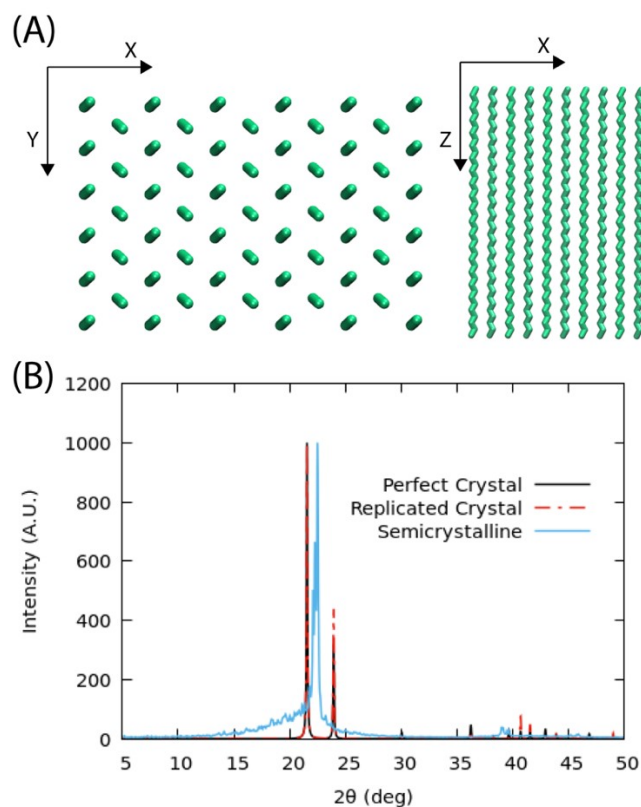 (A)
X
Y
X
Z
(B)
1200
1000
800
600
400
200
0
Intensity (A.U.)
Perfect Crystal
Replicated Crystal
Semicrystalline
5 10 15 20 25 30 35 40 45 50
2θ (deg)